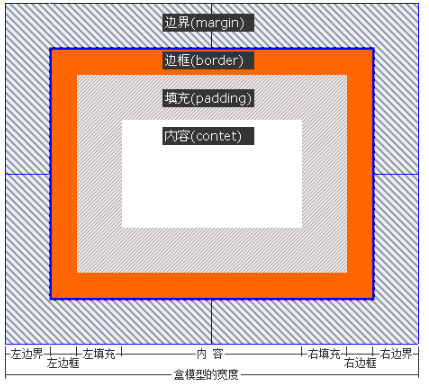 边界(margin)
边框(border)
填充(padding)
内容(contet)
左边界 左填充 内 容 右填充 右边界
左边框 右边框
盒模型的宽度